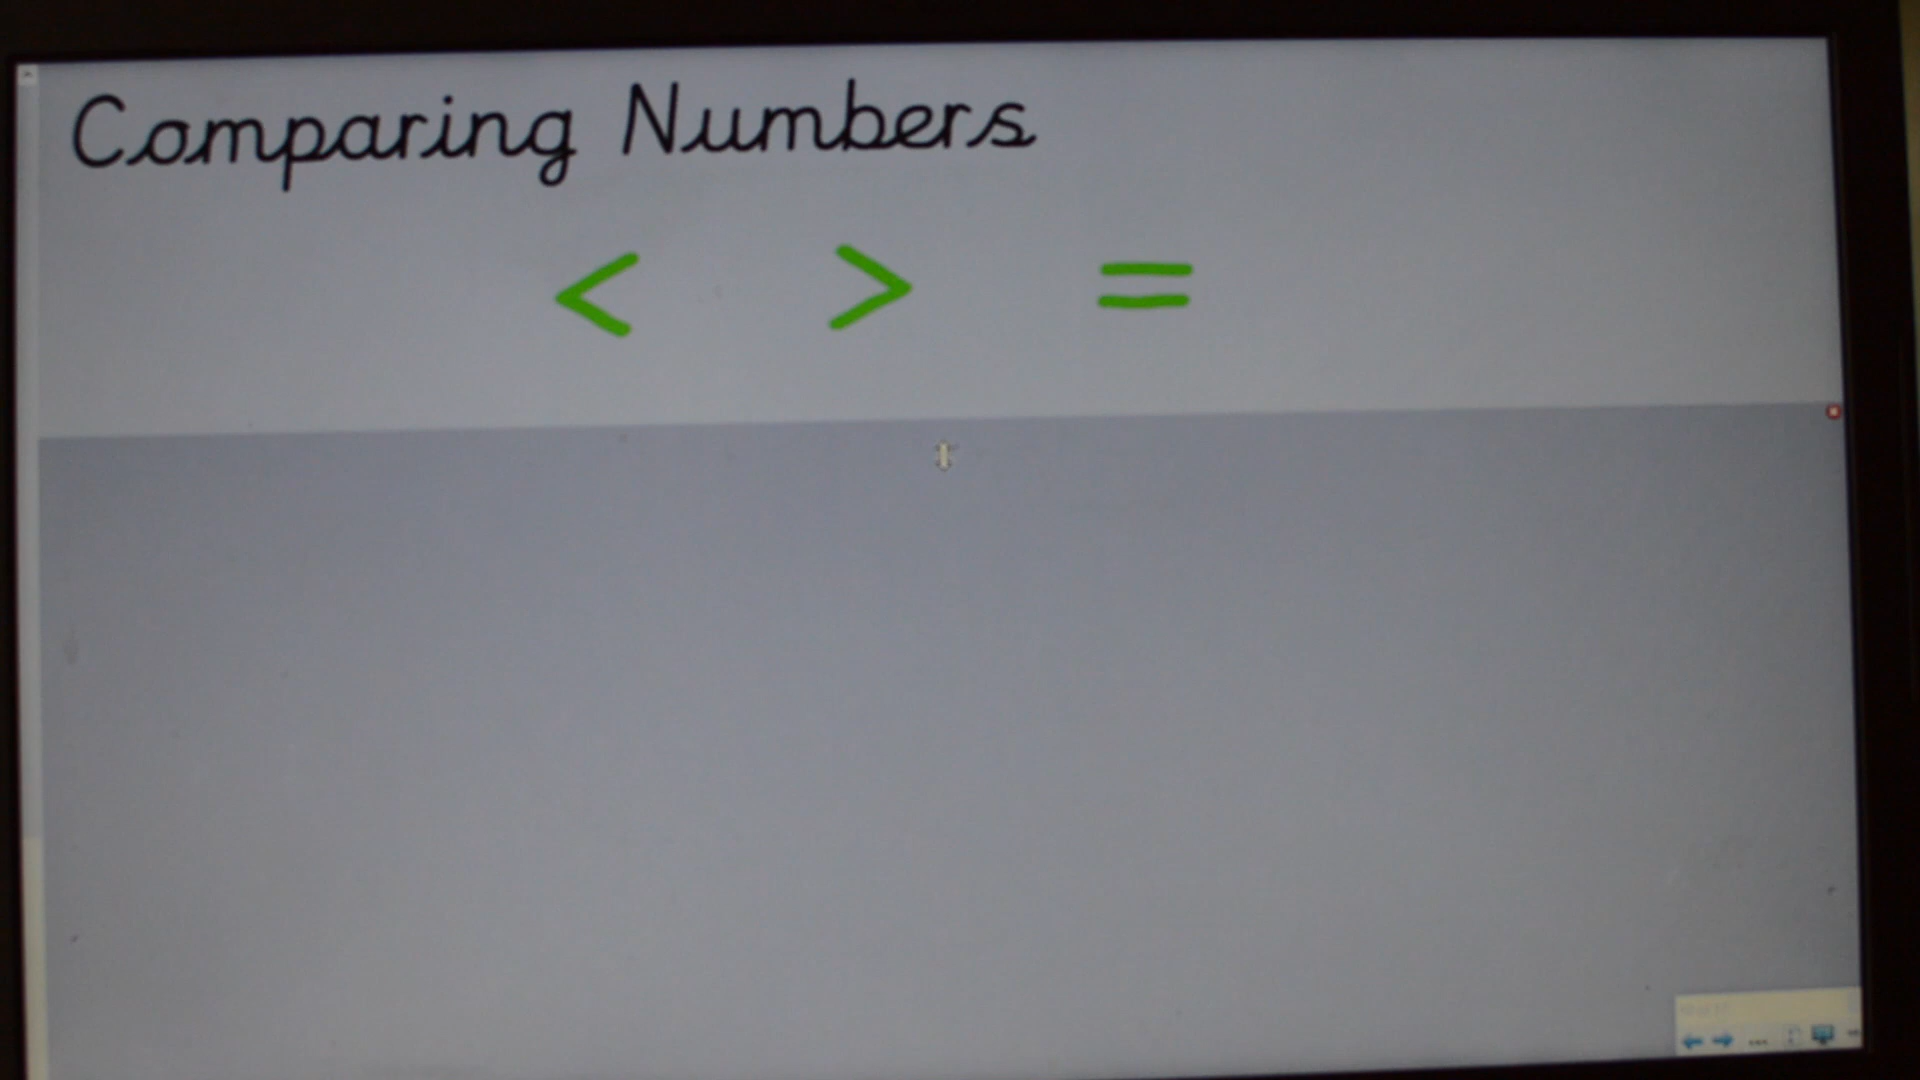 Comparing Numbers
< > =